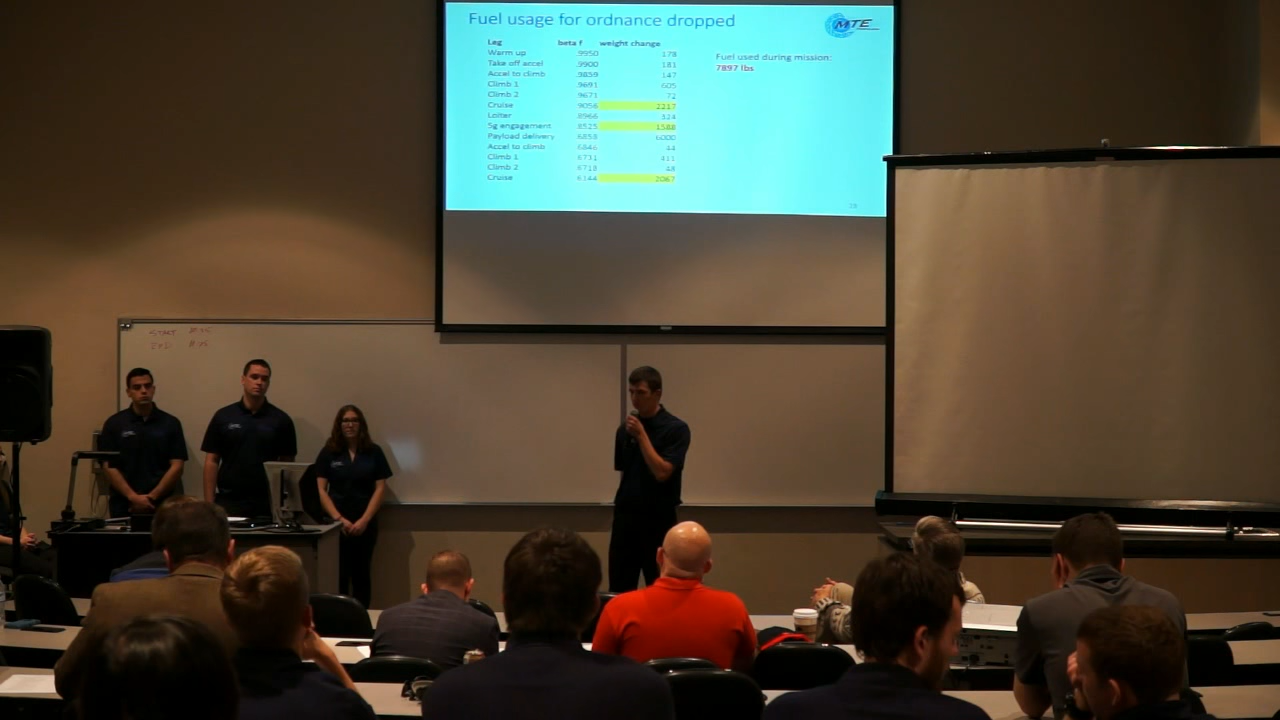 Fuel usage for ordnance dropped
MTE
Leg beta f weight change
Warm up .9950 178
Take off accel .9900 181
Accel to climb .9859 147
Climb 1 .9691 605
Climb 2 .9671 72
Cruise .9056 2217
Loiter .8966 324
5g engagement .8525 1588
Payload delivery .6858 6000
Accel to climb .6846 44
Climb 1 .6731 411
Climb 2 .6718 48
Cruise .6144 2067
Fuel used during mission:
7897 lbs
START
END